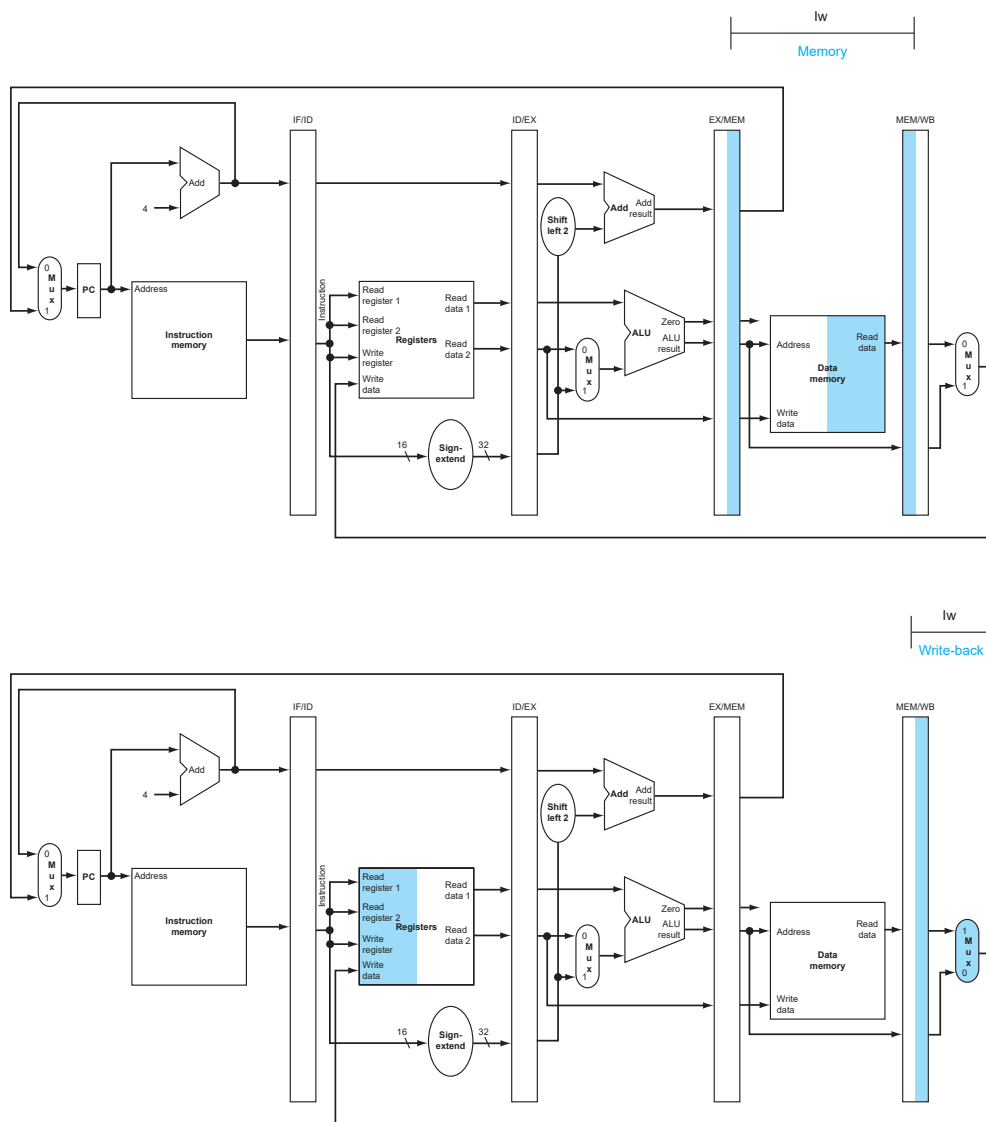 lw
Memory
IF/ID
ID/EX
EX/MEM
MEM/WB
Add
4
Shift
left 2
Add
Add
result
0
M
u
x
1
PC
Address
Instruction
memory
Instruction
Read
register 1
Read
register 2
Write
register
Write
data
Registers
Read
data 1
Read
data 2
16
Sign-
extend
32
0
M
u
x
1
ALU
Zero
ALU
result
Address
Read
data
Data
memory
Write
data
0
M
u
x
1
lw
Write-back
IF/ID
ID/EX
EX/MEM
MEM/WB
Add
4
Shift
left 2
Add
Add
result
0
M
u
x
1
PC
Address
Instruction
memory
Instruction
Read
register 1
Read
register 2
Write
register
Write
data
Registers
Read
data 1
Read
data 2
16
Sign-
extend
32
0
M
u
x
1
ALU
Zero
ALU
result
Address
Read
data
Data
memory
Write
data
1
M
u
x
0